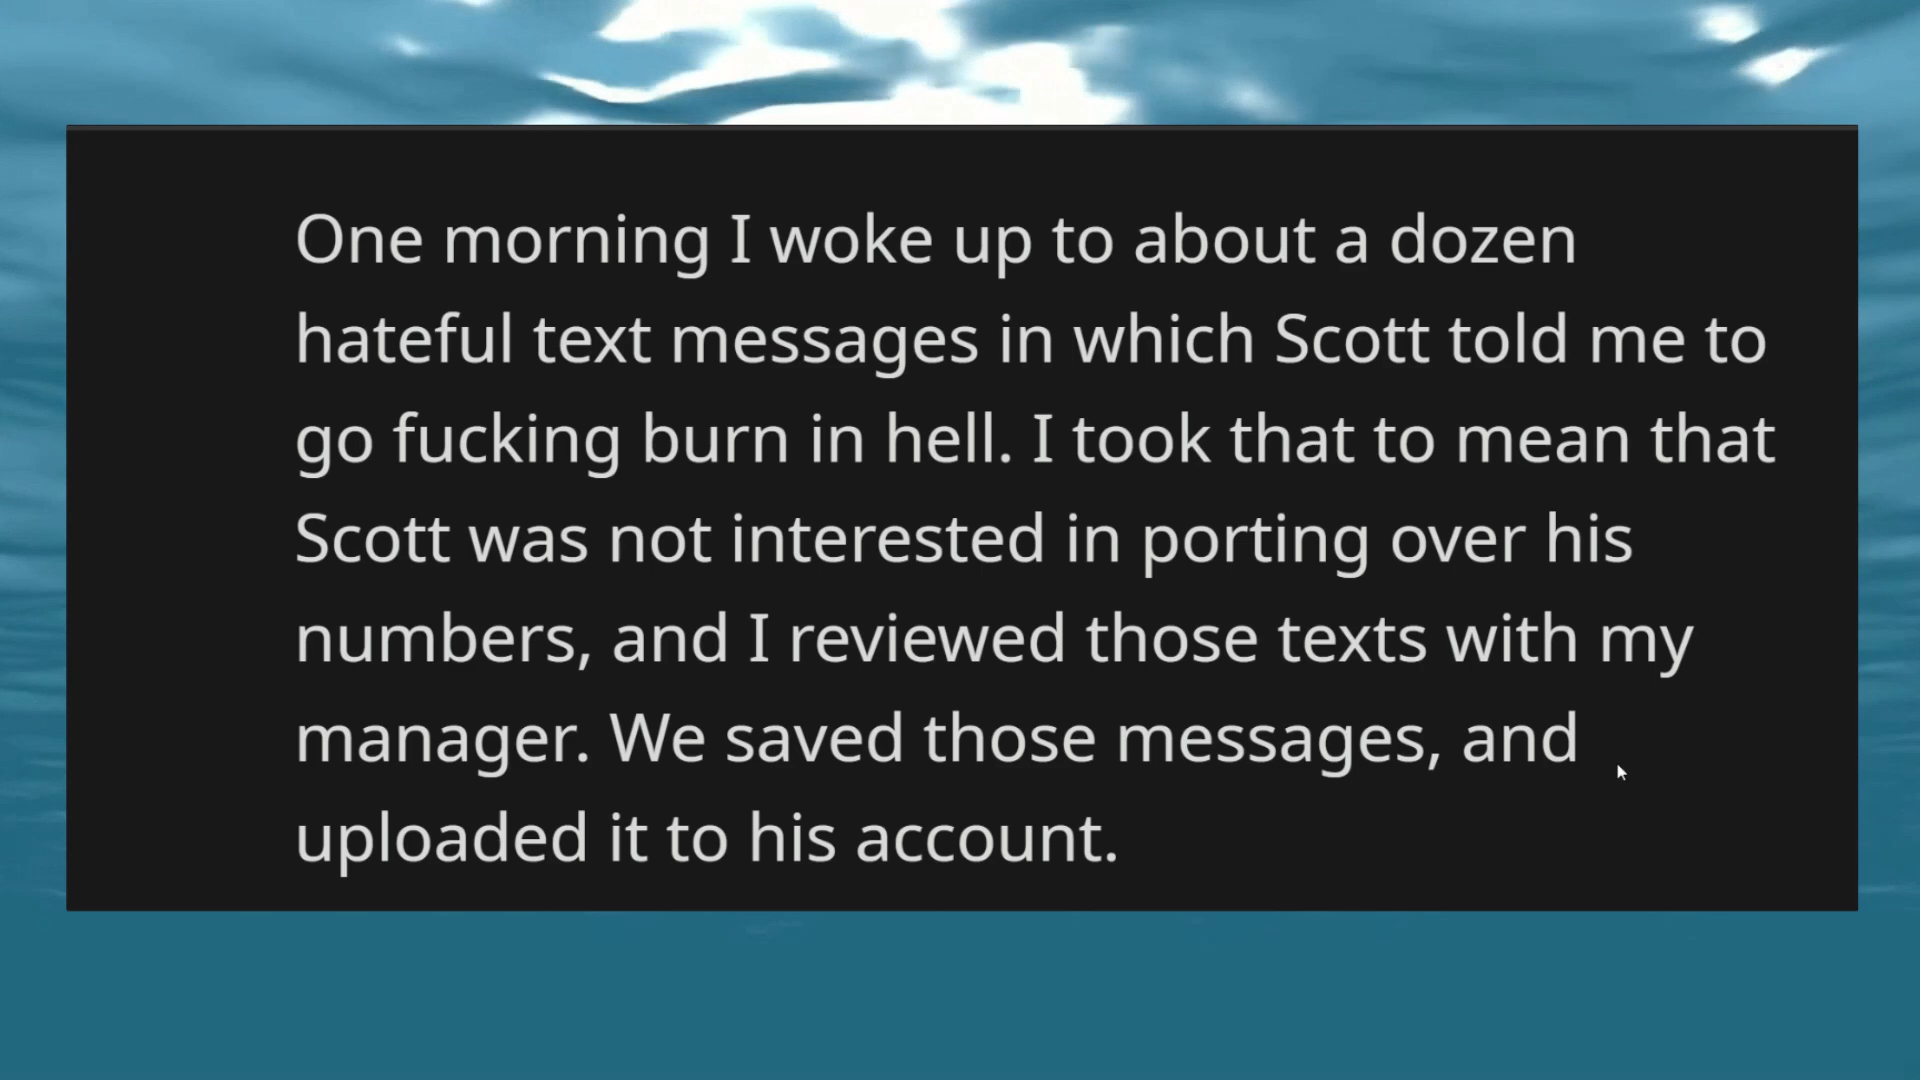 One morning I woke up to about a dozen
hateful text messages in which Scott told me to
go fucking burn in hell. I took that to mean that
Scott was not interested in porting over his
numbers, and I reviewed those texts with my
manager. We saved those messages, and
uploaded it to his account.